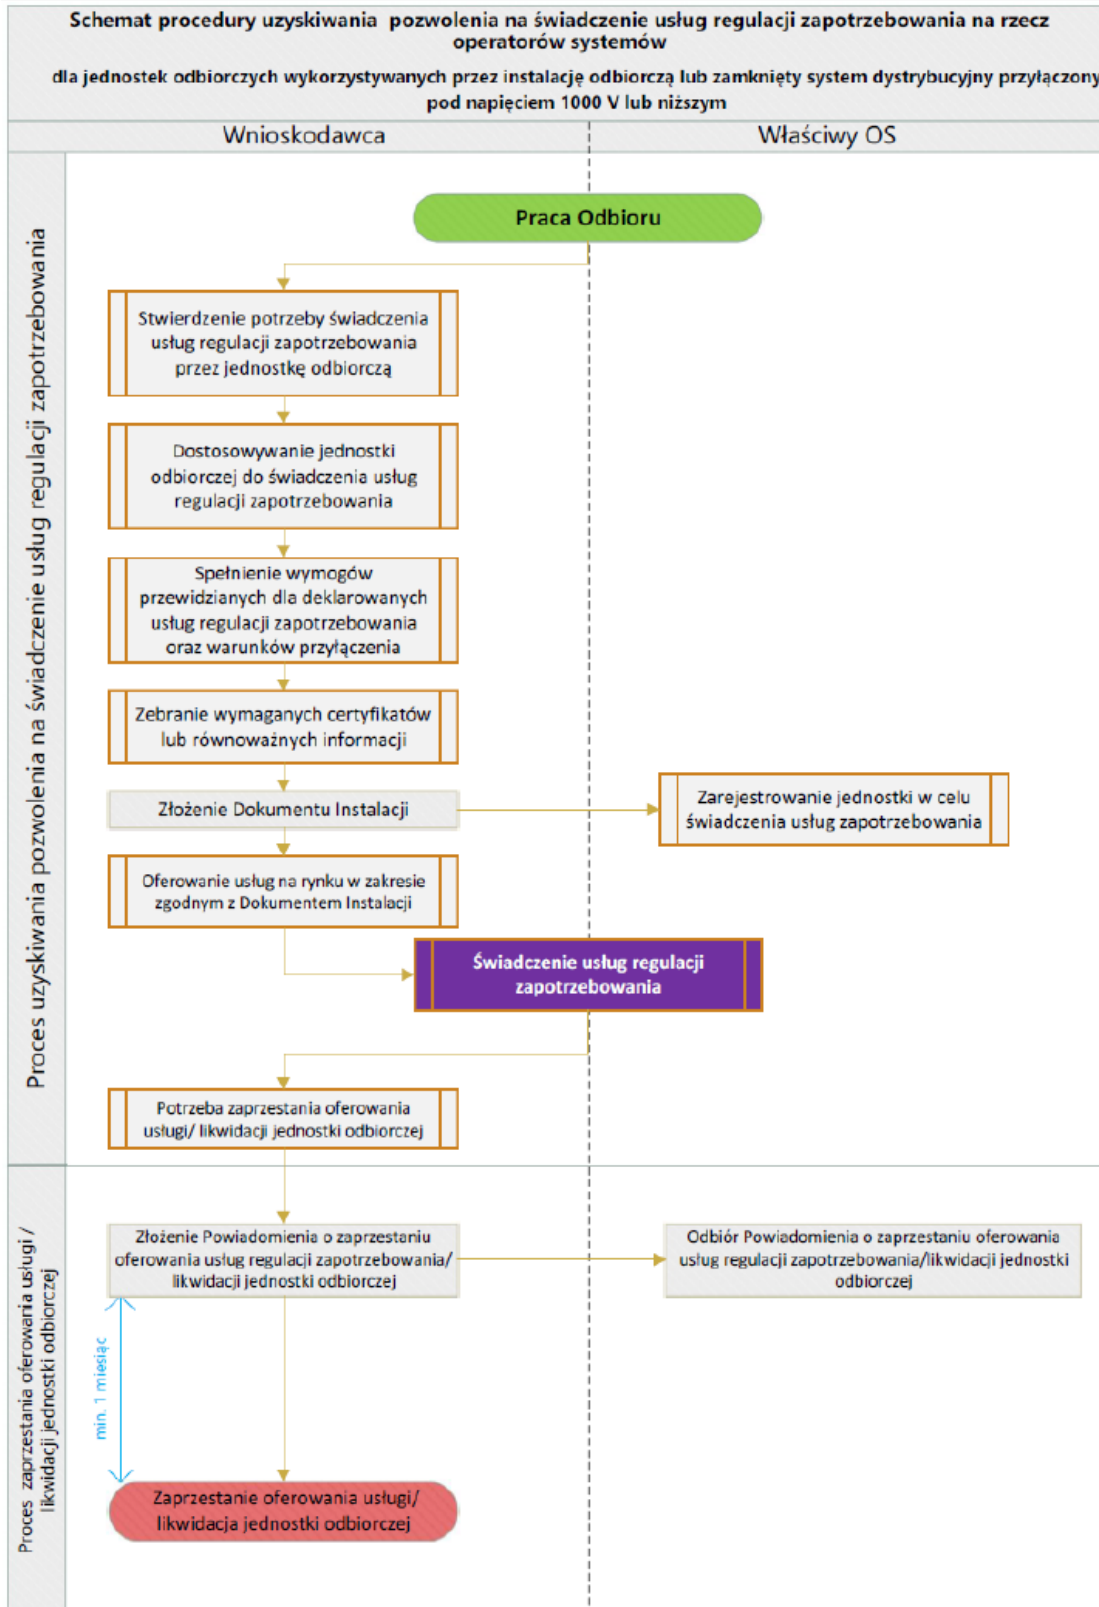 Schemat procedury uzyskiwania pozwolenia na świadczenie usług regulacji zapotrzebowania na rzecz
operatorów systemów
dla jednostek odbiorczych wykorzystywanych przez instalację odbiorczą lub zamknięty system dystrybucyjny przyłączony
pod napięciem 1000 V lub niższym
Wnioskodawca
Właściwy OS
Proces uzyskiwania pozwolenia na świadczenie usług regulacji zapotrzebowania
Praca Odbioru
Stwierdzenie potrzeby świadczenia
usług regulacji zapotrzebowania
przez jednostkę odbiorczą
Dostosowywanie jednostki
odbiorczej do świadczenia usług
regulacji zapotrzebowania
Spełnienie wymogów
przewidzianych dla deklarowanych
usług regulacji zapotrzebowania
oraz warunków przyłączenia
Zebranie wymaganych certyfikatów
lub równoważnych informacji
Złożenie Dokumentu Instalacji
Zarejestrowanie jednostki w celu
świadczenia usług zapotrzebowania
Oferowanie usług na rynku w zakresie
zgodnym z Dokumentem Instalacji
Świadczenie usług regulacji
zapotrzebowania
Potrzeba zaprzestania oferowania
usługi/ likwidacji jednostki odbiorczej
Proces zaprzestania oferowania usługi /
likwidacji jednostki odbiorczej
Złożenie Powiadomienia o zaprzestaniu
oferowania usług regulacji zapotrzebowania/
likwidacji jednostki odbiorczej
Odbiór Powiadomienia o zaprzestaniu oferowania
usług regulacji zapotrzebowania/likwidacji jednostki
odbiorczej
min. 1 miesiąc
Zaprzestanie oferowania usługi/
likwidacja jednostki odbiorczej